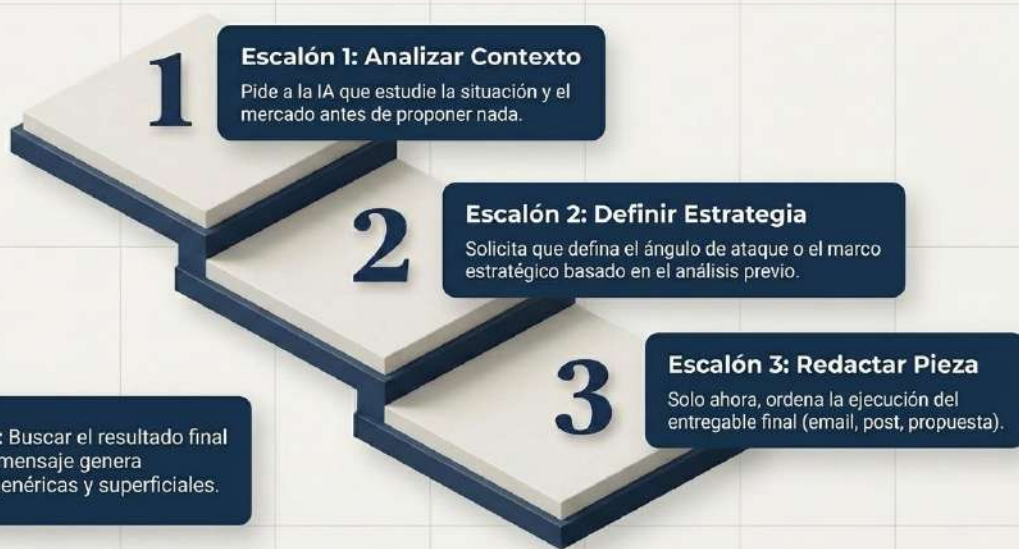 1
Escalón 1: Analizar Contexto
Pide a la IA que estudie la situación y el
mercado antes de proponer nada.
2
Escalón 2: Definir Estrategia
Solicita que defina el ángulo de ataque o el marco
estratégico basado en el análisis previo.
3
Escalón 3: Redactar Pieza
Solo ahora, ordena la ejecución del
entregable final (email, post, propuesta).
: Buscar el resultado final
mensaje genera
enéricas y superficiales.